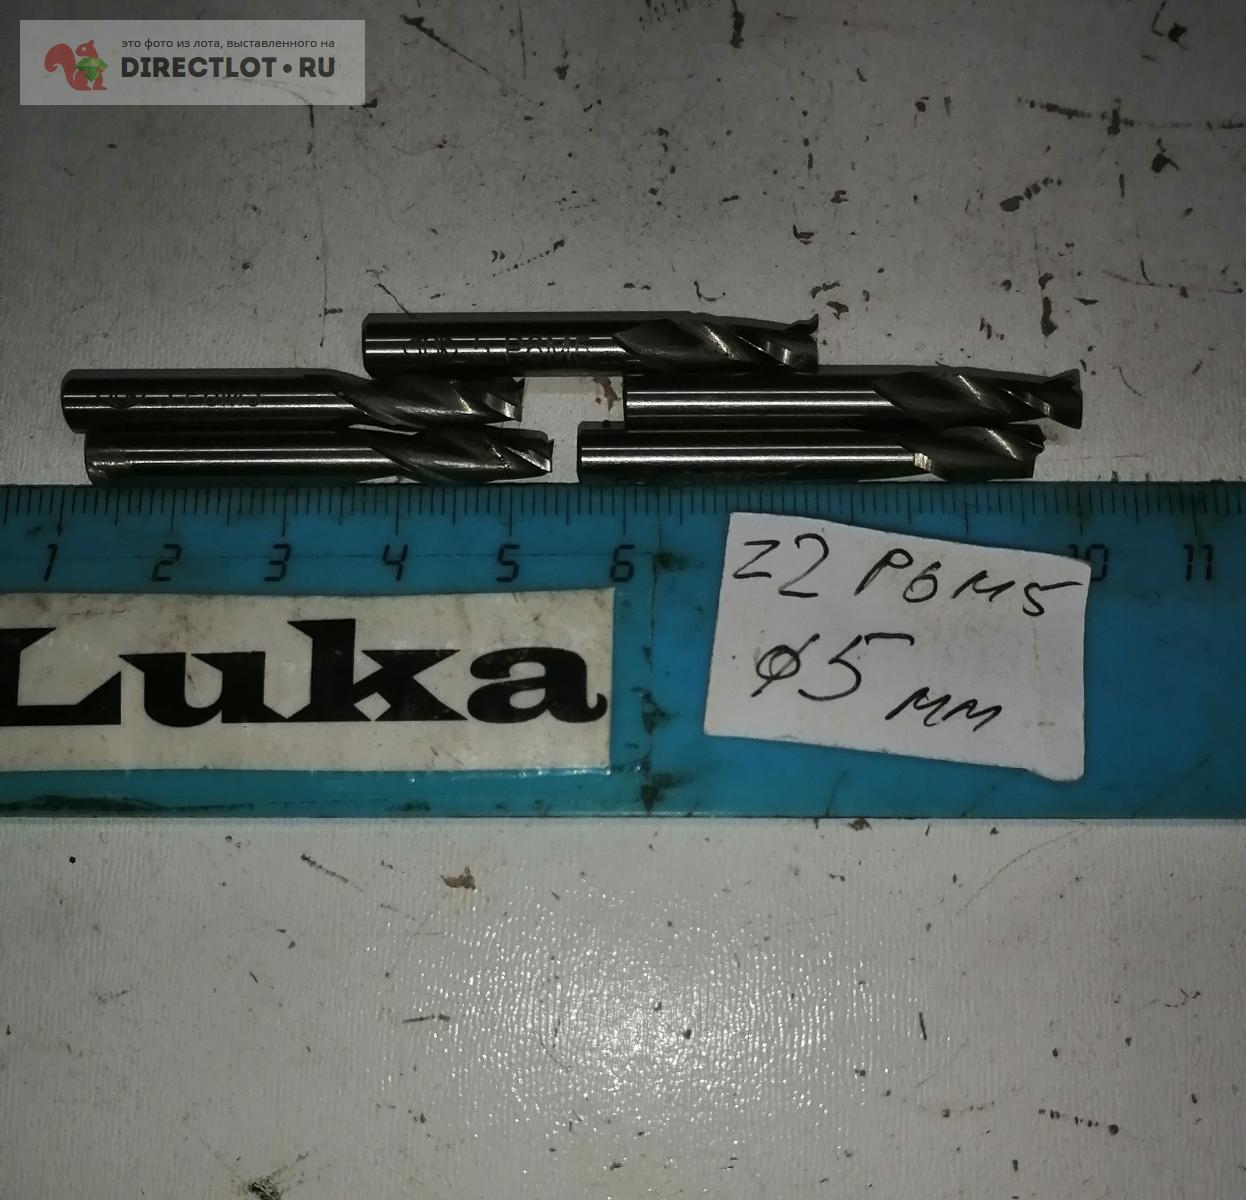 это фото из лота, выставленного на
DIRECTLOT.RU
1 2 3 4 5 6 10 11
Luka
Z2 P6M5
ø5 мм